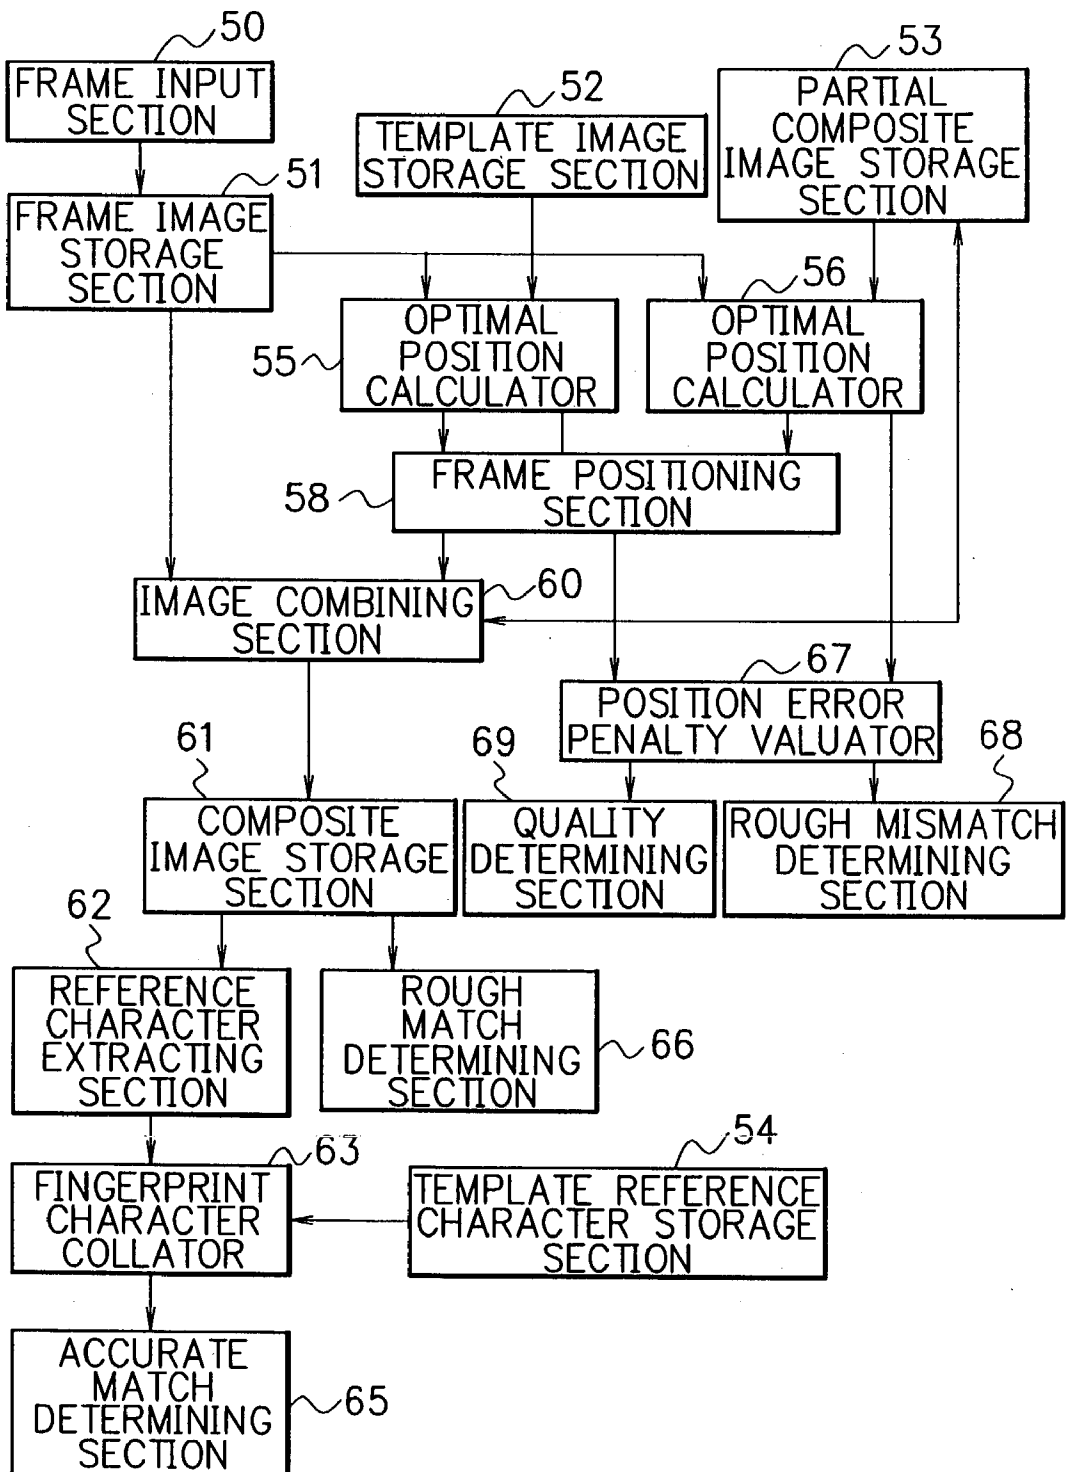 50
FRAME INPUT
SECTION
53
PARTIAL
COMPOSITE
IMAGE STORAGE
SECTION
52
TEMPLATE IMAGE
STORAGE SECTION
51
FRAME IMAGE
STORAGE
SECTION
55
OPTIMAL
POSITION
CALCULATOR
56
OPTIMAL
POSITION
CALCULATOR
58
FRAME POSITIONING
SECTION
60
IMAGE COMBINING
SECTION
67
POSITION ERROR
PENALTY VALUATOR
61
COMPOSITE
IMAGE STORAGE
SECTION
69
QUALITY
DETERMINING
SECTION
68
ROUGH MISMATCH
DETERMINING
SECTION
62
REFERENCE
CHARACTER
EXTRACTING
SECTION
ROUGH
MATCH
DETERMINING
SECTION
66
63
FINGERPRINT
CHARACTER
COLLATOR
54
TEMPLATE REFERENCE
CHARACTER STORAGE
SECTION
ACCURATE
MATCH
DETERMINING
SECTION
65